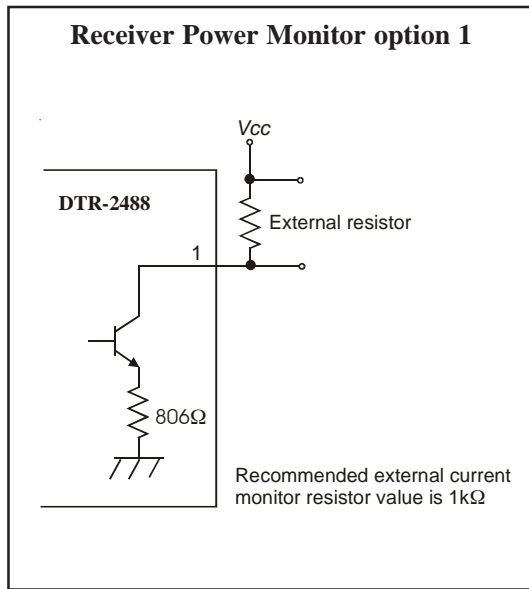 Receiver Power Monitor option 1
Vcc
DTR-2488
External resistor
1
806Ω
Recommended external current
monitor resistor value is 1kΩ